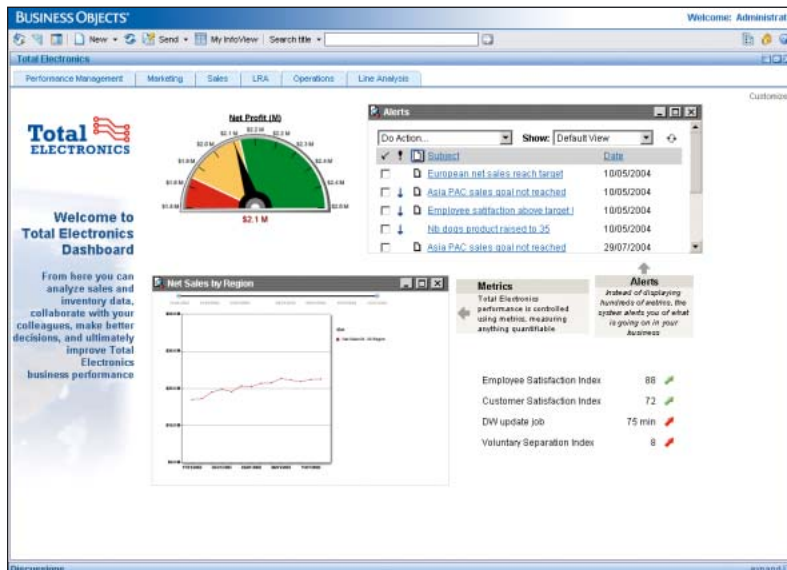 BUSINESS OBJECTS
Welcome: Administrat
New
Send
My InfoView
Search title
Total Electronics
Performance Management
Marketing
Sales
LRA
Operations
Line Analysis
Customize
Total
ELECTRONICS
Welcome to
Total Electronics
Dashboard
From here you can
analyze sales and
inventory data,
collaborate with your
colleagues, make better
decisions, and ultimately
improve Total
Electronics
business performance
Net Profit (M)
$2.1 M
$2.2 M
$2.1 M
Alerts
Do Action...
Show: Default View
Subject Date
European net sales reach target 10/05/2004
Asia PAC sales goal not reached 10/05/2004
Employee satifaction above target ! 10/05/2004
Nb dogs product raised to 35 10/05/2004
Asia PAC sales goal not reached 29/07/2004
Net Sales by Region
Metrics
Total Electronics
performance is controlled
using metrics, measuring
anything quantifiable
Alerts
Instead of displaying
hundreds of metrics, the
system alerts you of what
is going on in your
business
Employee Satisfaction Index 88
Customer Satisfaction Index 72
DW update job 75 min
Voluntary Separation Index 8
Discussions